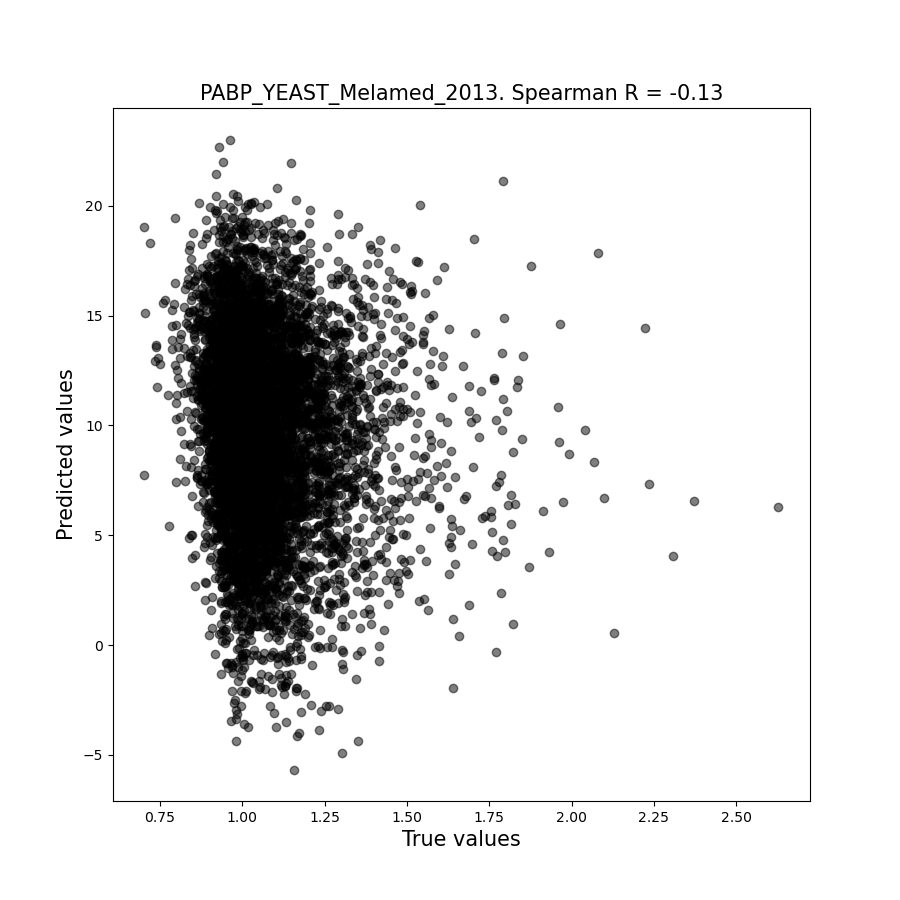 PABP_YEAST_Melamed_2013. Spearman R = -0.13
20
15
10
5
0
−5
Predicted values
0.75 1.00 1.25 1.50 1.75 2.00 2.25 2.50
True values